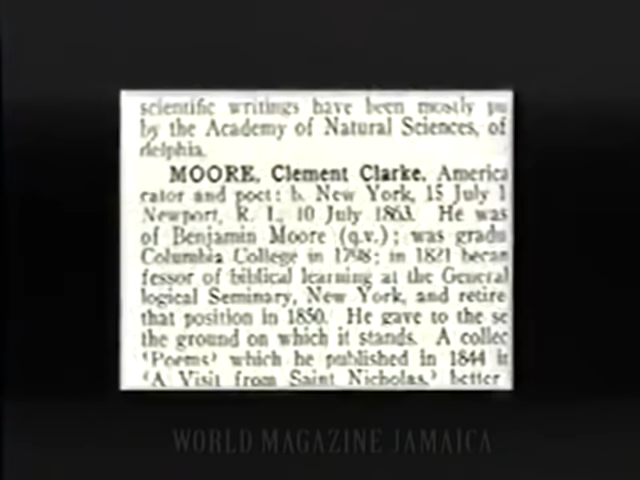 scientific writings have been mostly pu
by the Academy of Natural Sciences, of
delphia.
MOORE, Clement Clarke, America
cator and poet: b. New York, 15 July 1
Newport, R. I., 10 July 1863. He was
of Benjamin Moore (q.v.); was gradu
Columbia College in 1798; in 1821 becam
fessor of biblical learning at the General
logical Seminary, New York, and retire
that position in 1850. He gave to the se
the ground on which it stands. A collec
'Poems' which he published in 1844 i
'A Visit from Saint Nicholas,' better
WORLD MAGAZINE JAMAICA